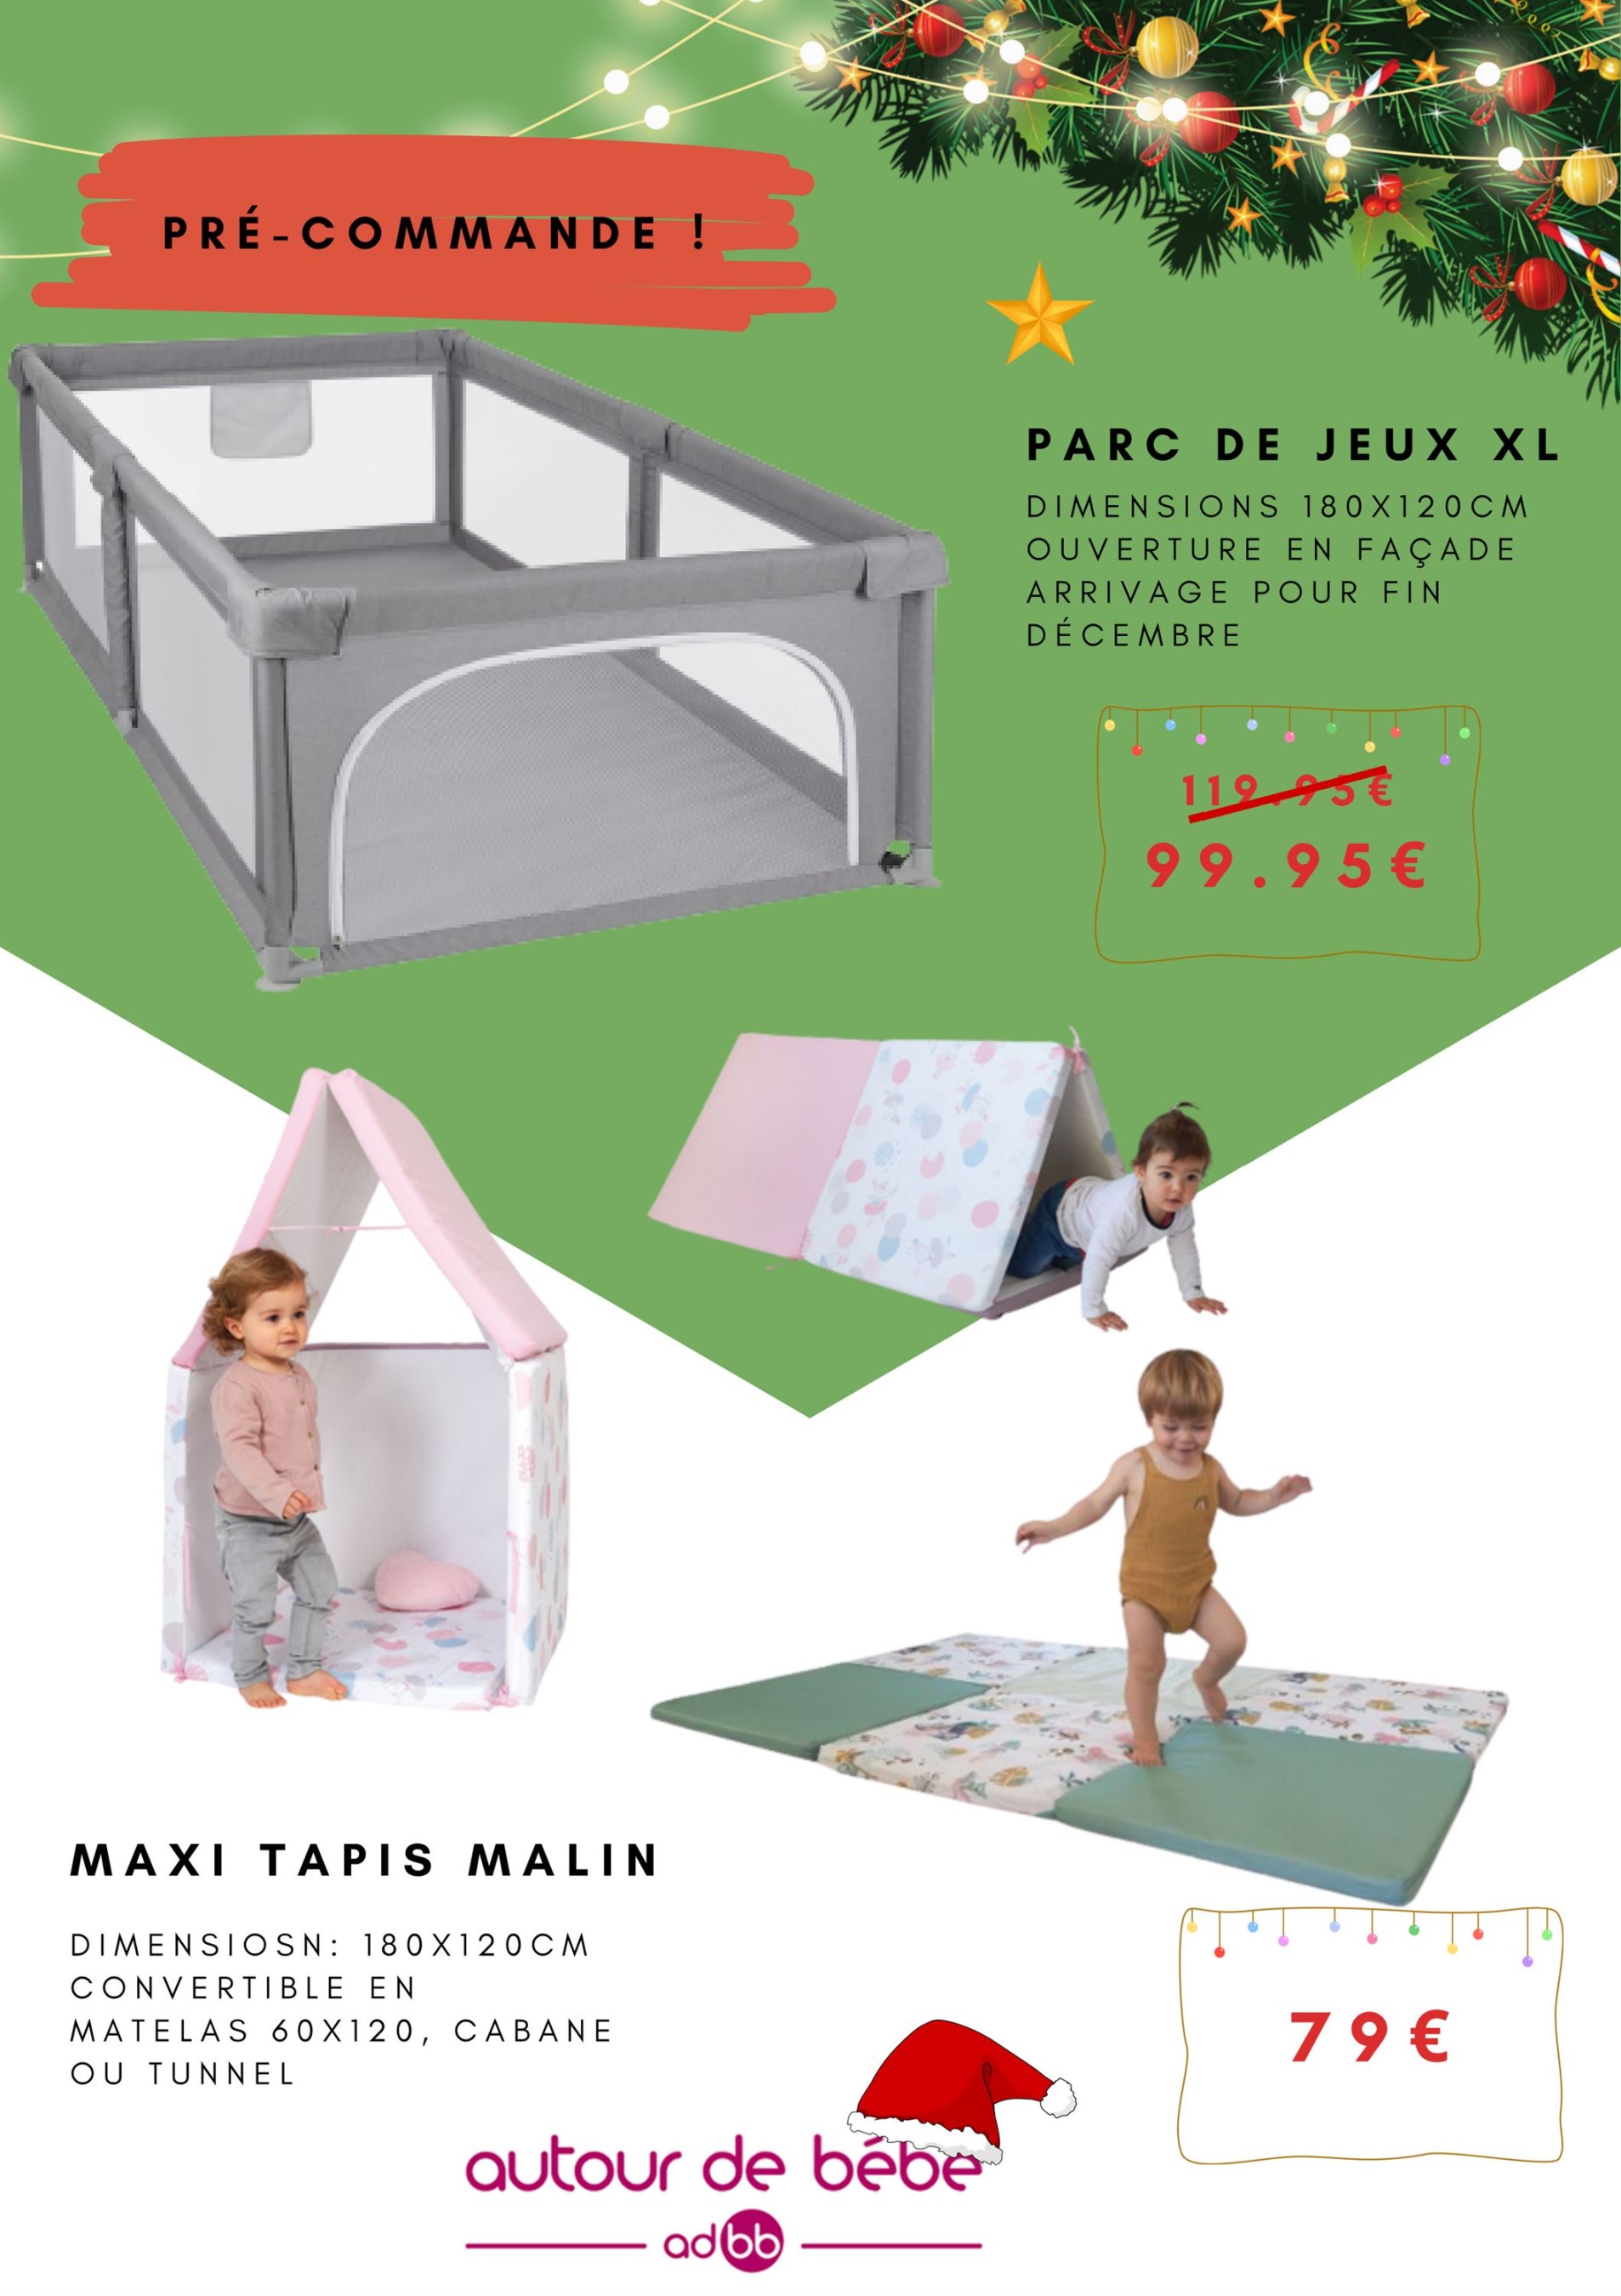 PRÉ-COMMANDE !
PARC DE JEUX XL
DIMENSIONS 180X120CM
OUVERTURE EN FAÇADE
ARRIVAGE POUR FIN
DÉCEMBRE
119.95€
99.95€
MAXI TAPIS MALIN
DIMENSIOSN: 180X120CM
CONVERTIBLE EN
MATELAS 60X120, CABANE
OU TUNNEL
79€
autour de bébé
adbb